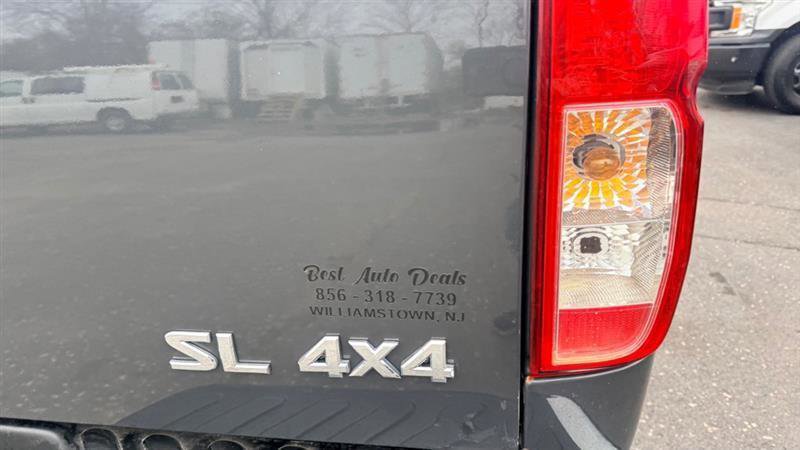 Best Auto Deals
856 - 318 - 7739
WILLIAMSTOWN, NJ
SL 4X4